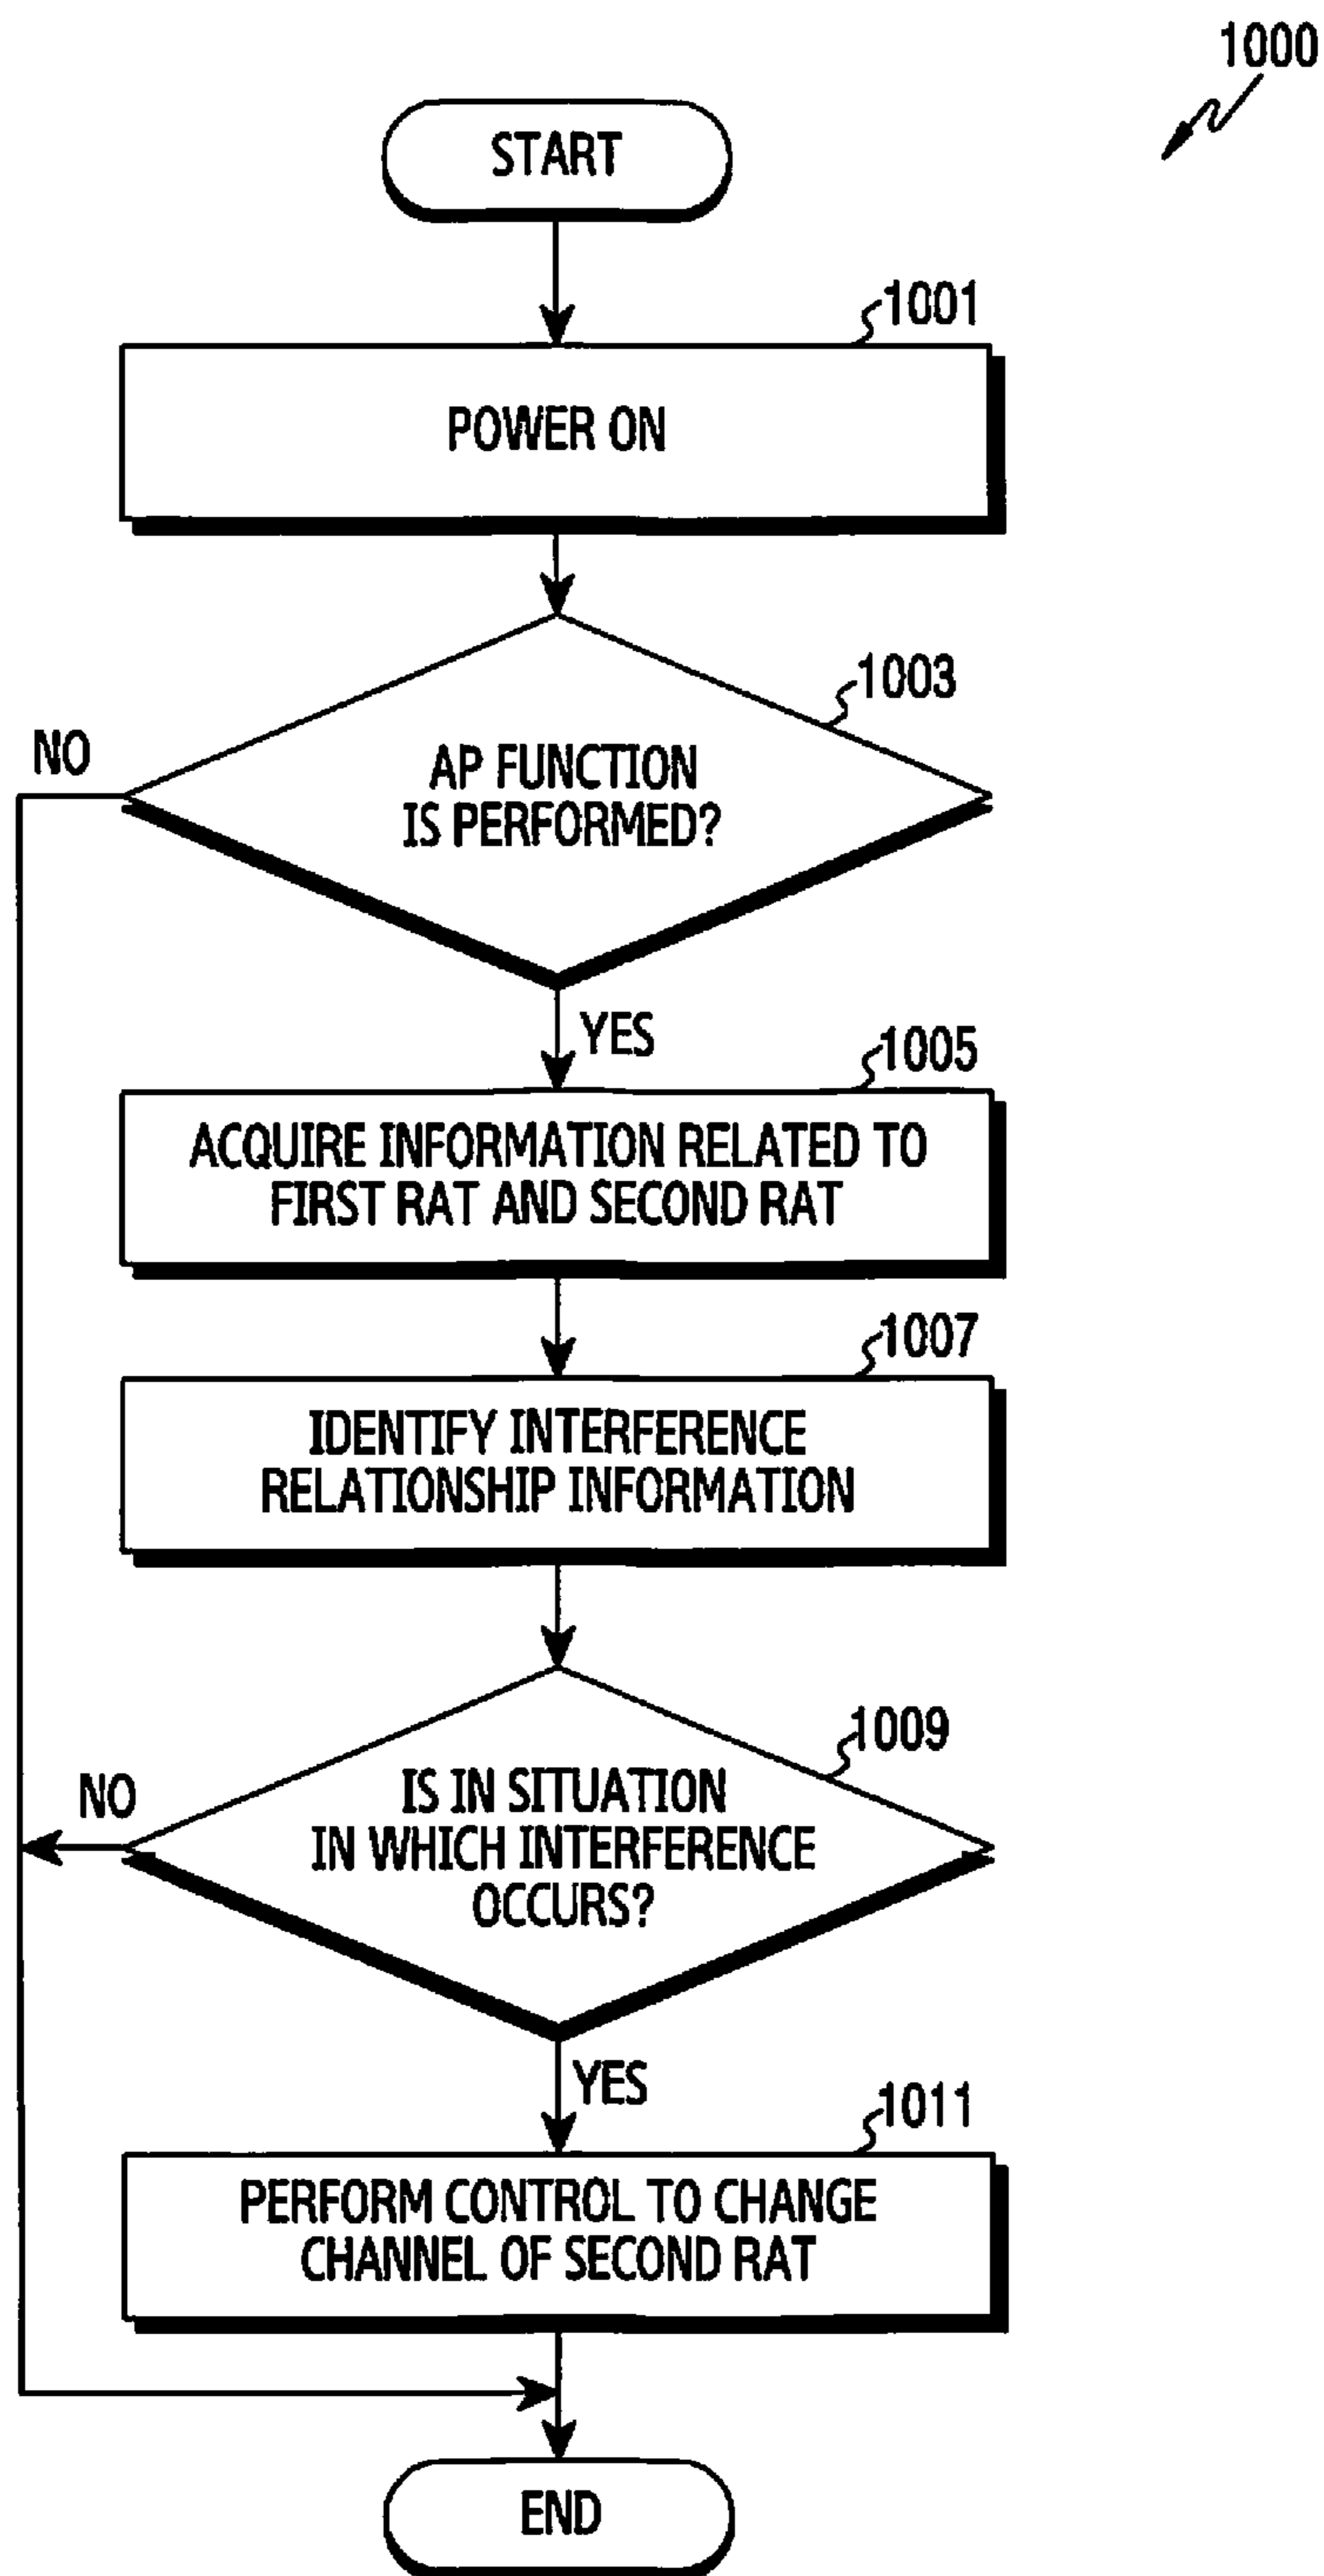 1000
START
1001
POWER ON
1003
NO
AP FUNCTION
IS PERFORMED?
YES
1005
ACQUIRE INFORMATION RELATED TO
FIRST RAT AND SECOND RAT
1007
IDENTIFY INTERFERENCE
RELATIONSHIP INFORMATION
1009
NO
IS IN SITUATION
IN WHICH INTERFERENCE
OCCURS?
YES
1011
PERFORM CONTROL TO CHANGE
CHANNEL OF SECOND RAT
END